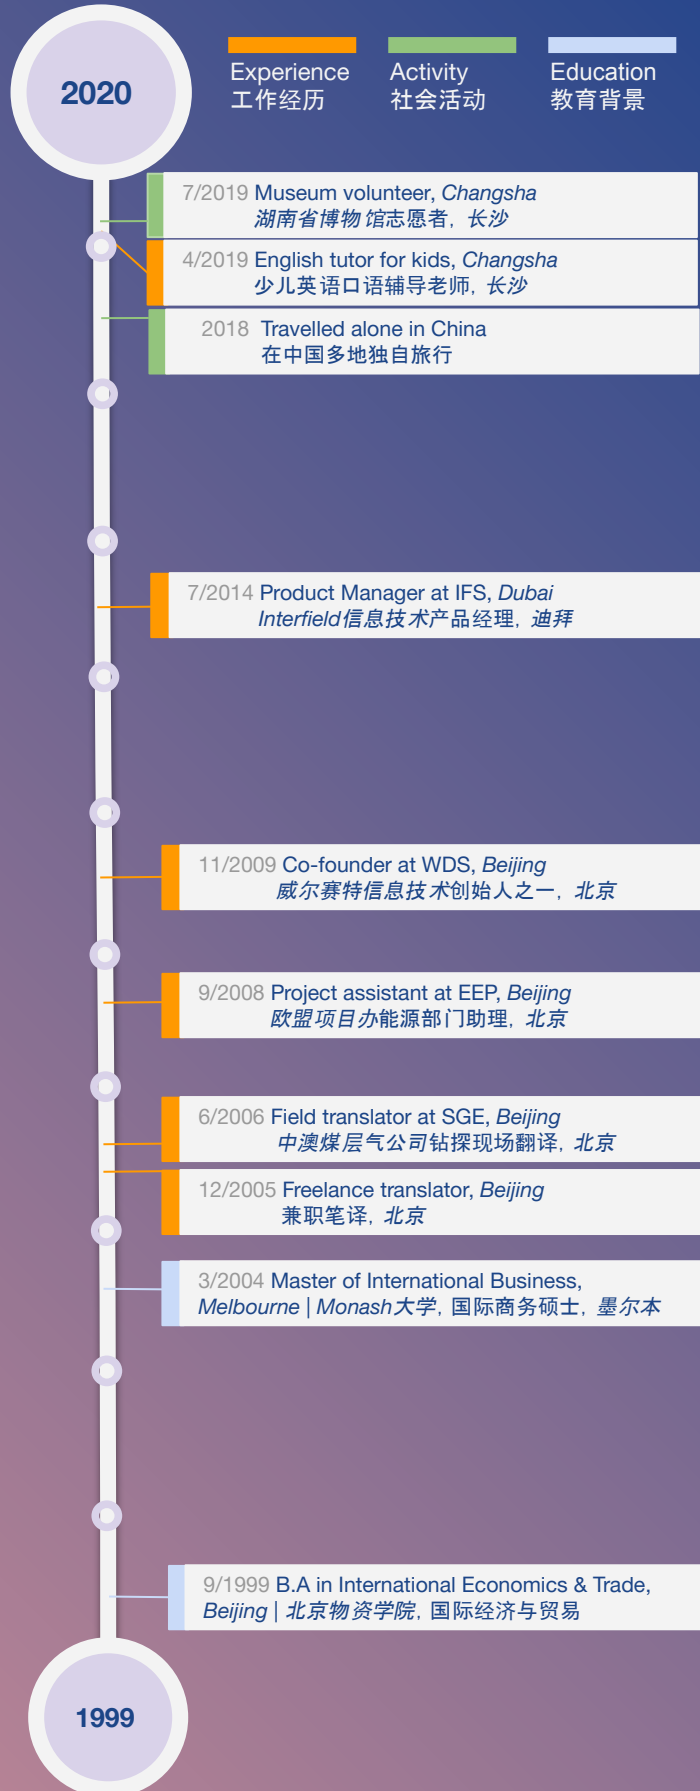 2020
Experience
工作经历
Activity
社会活动
Education
教育背景
7/2019 Museum volunteer, Changsha
湖南省博物馆志愿者, 长沙
4/2019 English tutor for kids, Changsha
少儿英语口语辅导老师, 长沙
2018 Travelled alone in China
在中国多地独自旅行
7/2014 Product Manager at IFS, Dubai
Interfield信息技术产品经理, 迪拜
11/2009 Co-founder at WDS, Beijing
威尔赛特信息技术创始人之一, 北京
9/2008 Project assistant at EEP, Beijing
欧盟项目办能源部门助理, 北京
6/2006 Field translator at SGE, Beijing
中澳煤层气公司钻探现场翻译, 北京
12/2005 Freelance translator, Beijing
兼职笔译, 北京
3/2004 Master of International Business,
Melbourne | Monash大学, 国际商务硕士, 墨尔本
9/1999 B.A in International Economics & Trade,
Beijing | 北京物资学院, 国际经济与贸易
1999